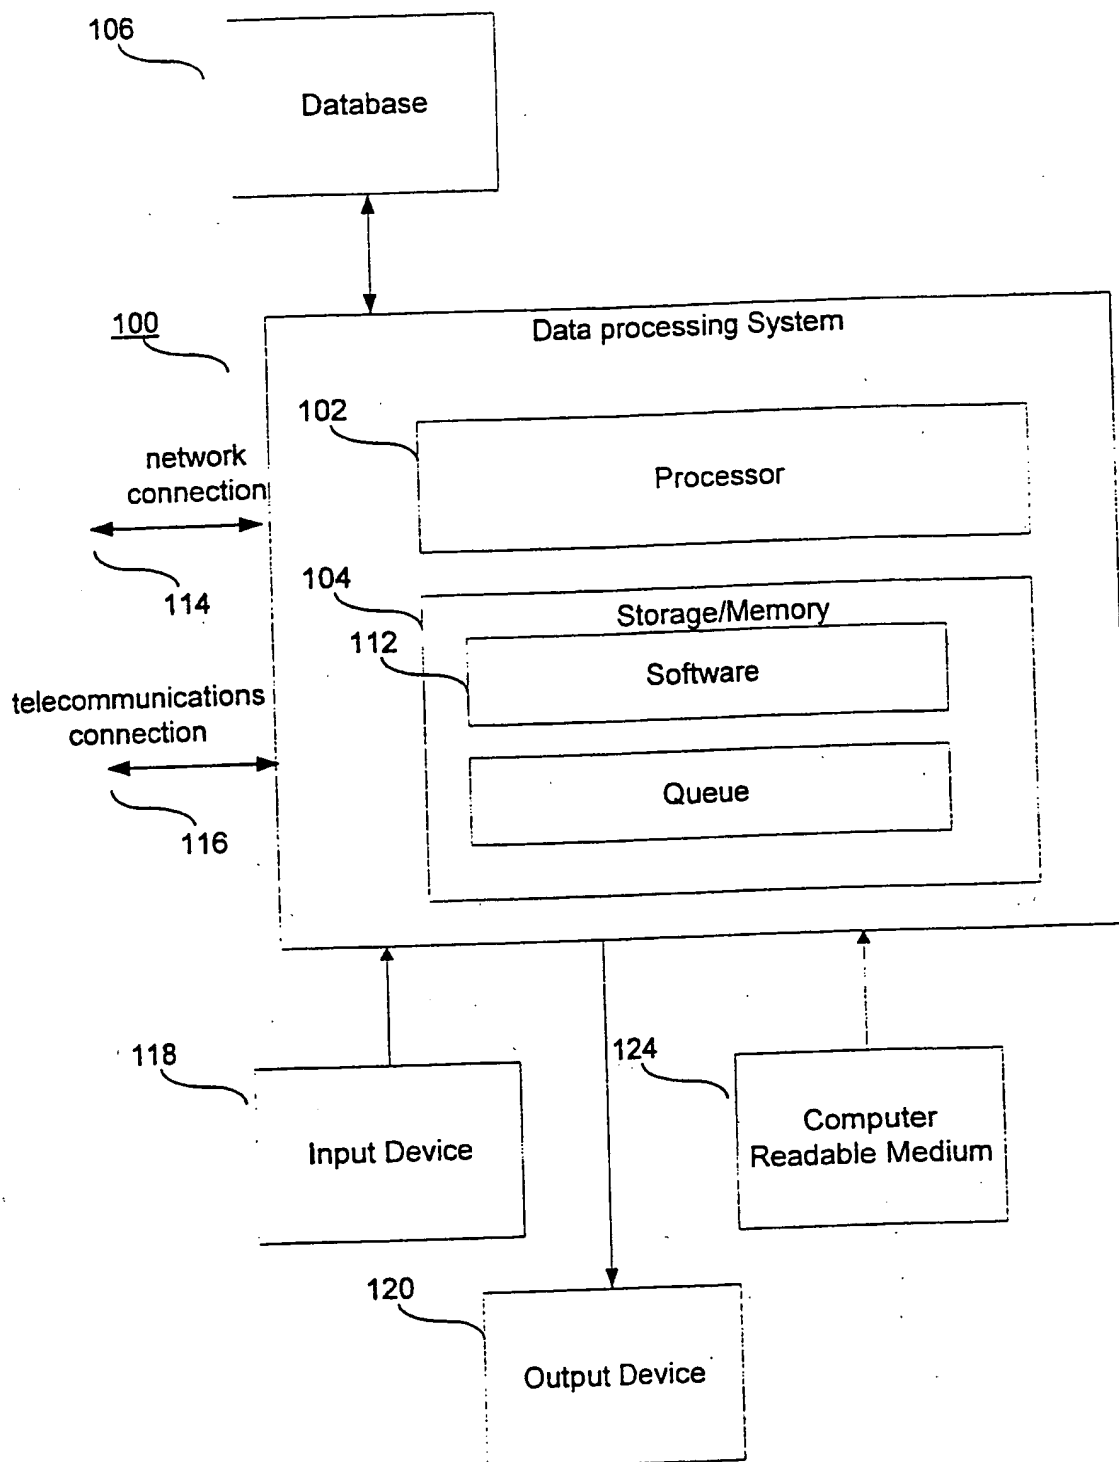 106
Database
100
Data processing System
102
Processor
network
connection
114
104
Storage/Memory
112
Software
telecommunications
connection
Queue
116
118
Input Device
124
Computer
Readable Medium
120
Output Device